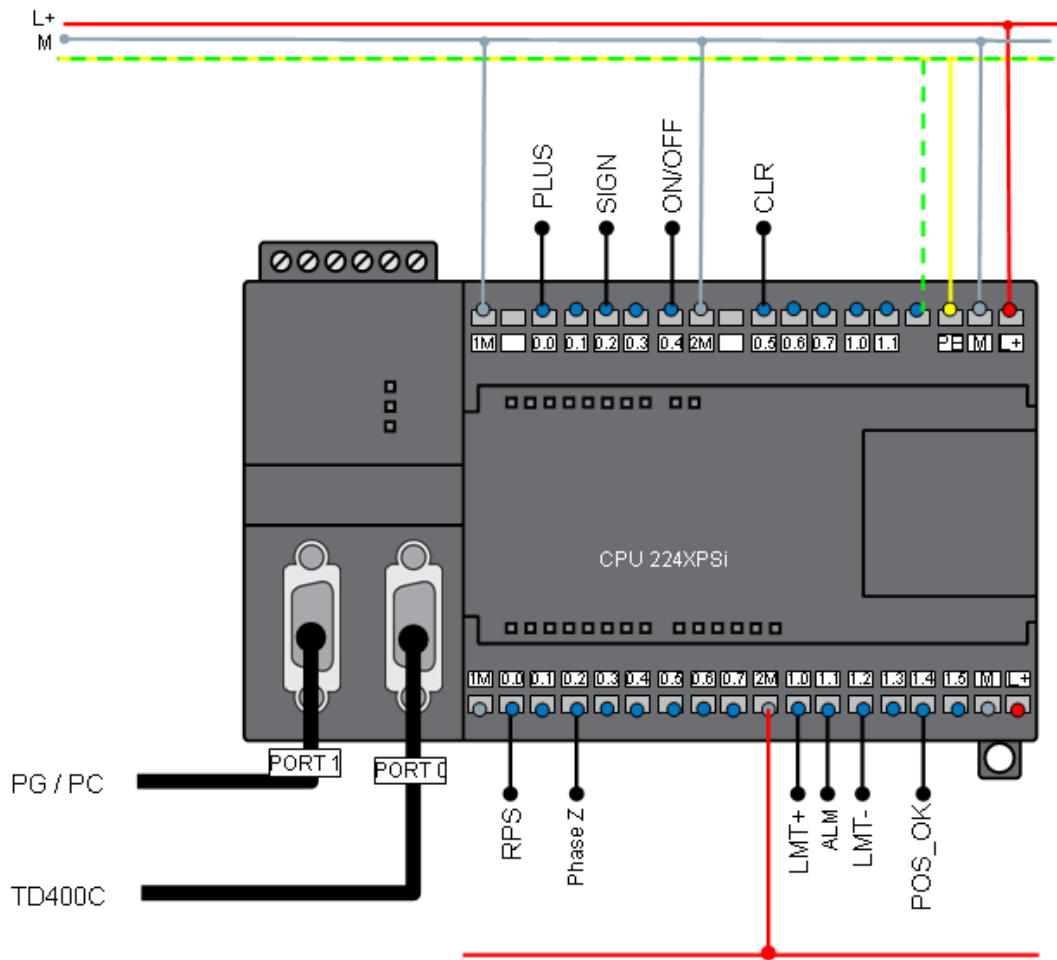 L+
M
PLUS
SIGN
ON/OFF
CLR
1M 0.0 0.1 0.2 0.3 0.4 2M 0.5 0.6 0.7 1.0 1.1 PE M L+
CPU 224XPSi
1M 0.0 0.1 0.2 0.3 0.4 0.5 0.6 0.7 2M 1.0 1.1 1.2 1.3 1.4 1.5 M L+
PORT 1
PORT 0
PG / PC
TD400C
RPS
Phase Z
LMT+
ALM
LMT-
POS_OK